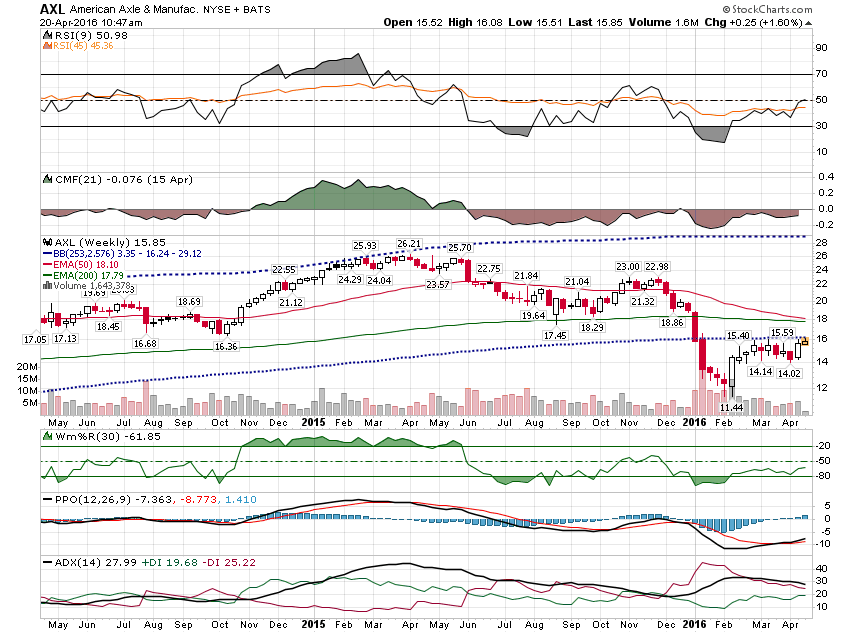 AXL American Axle & Manufac. NYSE + BATS
© StockCharts.com
20-Apr-2016 10:47am
Open 15.52 High 16.08 Low 15.51 Last 15.85 Volume 1.6M Chg +0.25 (+1.60%)
RSI(9) 50.98
RSI(45) 45.36
90
70
50
30
10
CMF(21) -0.076 (15 Apr)
0.4
0.2
0.0
-0.2
AXL (Weekly) 15.85
BB(253,2.576) 3.35 - 16.24 - 29.12
EMA(50) 18.10
EMA(200) 17.79
Volume 1,643,378
28
26
24
22
20
18
16
14
12
20M
15M
10M
5M
17.05
17.13
19.69
18.45
16.68
18.69
16.36
22.55
21.12
25.93
24.29
24.04
26.21
23.57
25.70
22.75
21.84
19.64
17.45
21.04
18.29
23.00
21.32
22.98
18.86
11.44
15.40
14.14
15.59
14.02
May Jun Jul Aug Sep Oct Nov Dec 2015 Feb Mar Apr May Jun Jul Aug Sep Oct Nov Dec 2016 Feb Mar Apr
Wm%R(30) -61.85
-20
-50
-80
PPO(12,26,9) -7.363, -8.773, 1.410
5
0
-5
-10
ADX(14) 27.99 +DI 19.68 -DI 25.22
40
30
20
10
May Jun Jul Aug Sep Oct Nov Dec 2015 Feb Mar Apr May Jun Jul Aug Sep Oct Nov Dec 2016 Feb Mar Apr